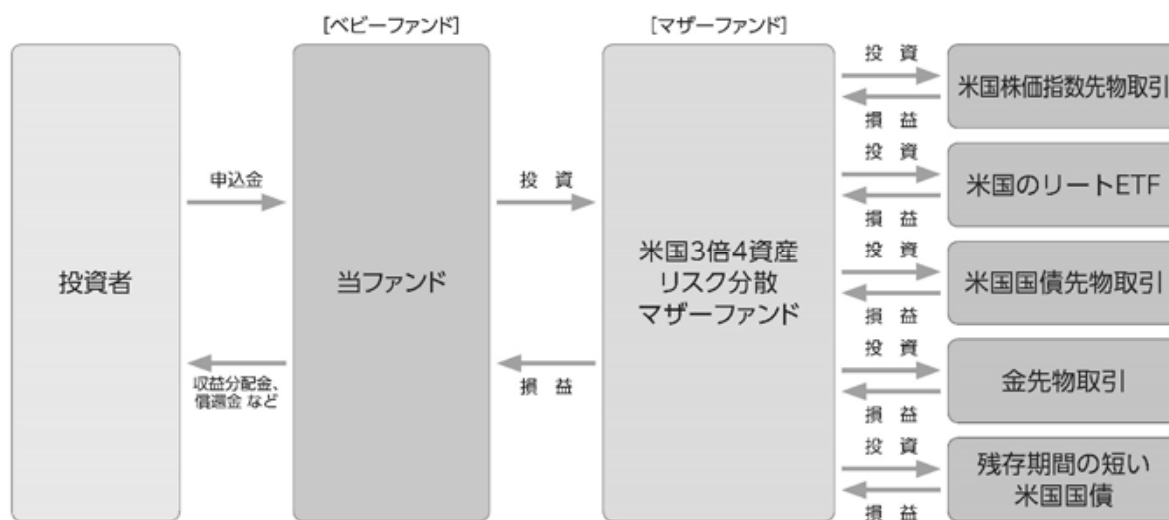 [ベビーファンド]
[マザーファンド]
投資者
申込金
収益分配金、
償還金 など
当ファンド
投 資
損 益
米国3倍4資産
リスク分散
マザーファンド
投 資
損 益
米国株価指数先物取引
投 資
損 益
米国のリートETF
投 資
損 益
米国国債先物取引
投 資
損 益
金先物取引
投 資
損 益
残存期間の短い
米国国債